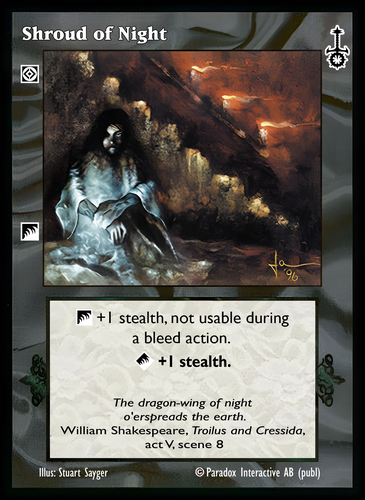 Shroud of Night
'96
+1 stealth, not usable during
a bleed action.
+1 stealth.
The dragon-wing of night
o'erspreads the earth.
William Shakespeare, Troilus and Cressida,
act V, scene 8
Illus: Stuart Sayger
© Paradox Interactive AB (publ)